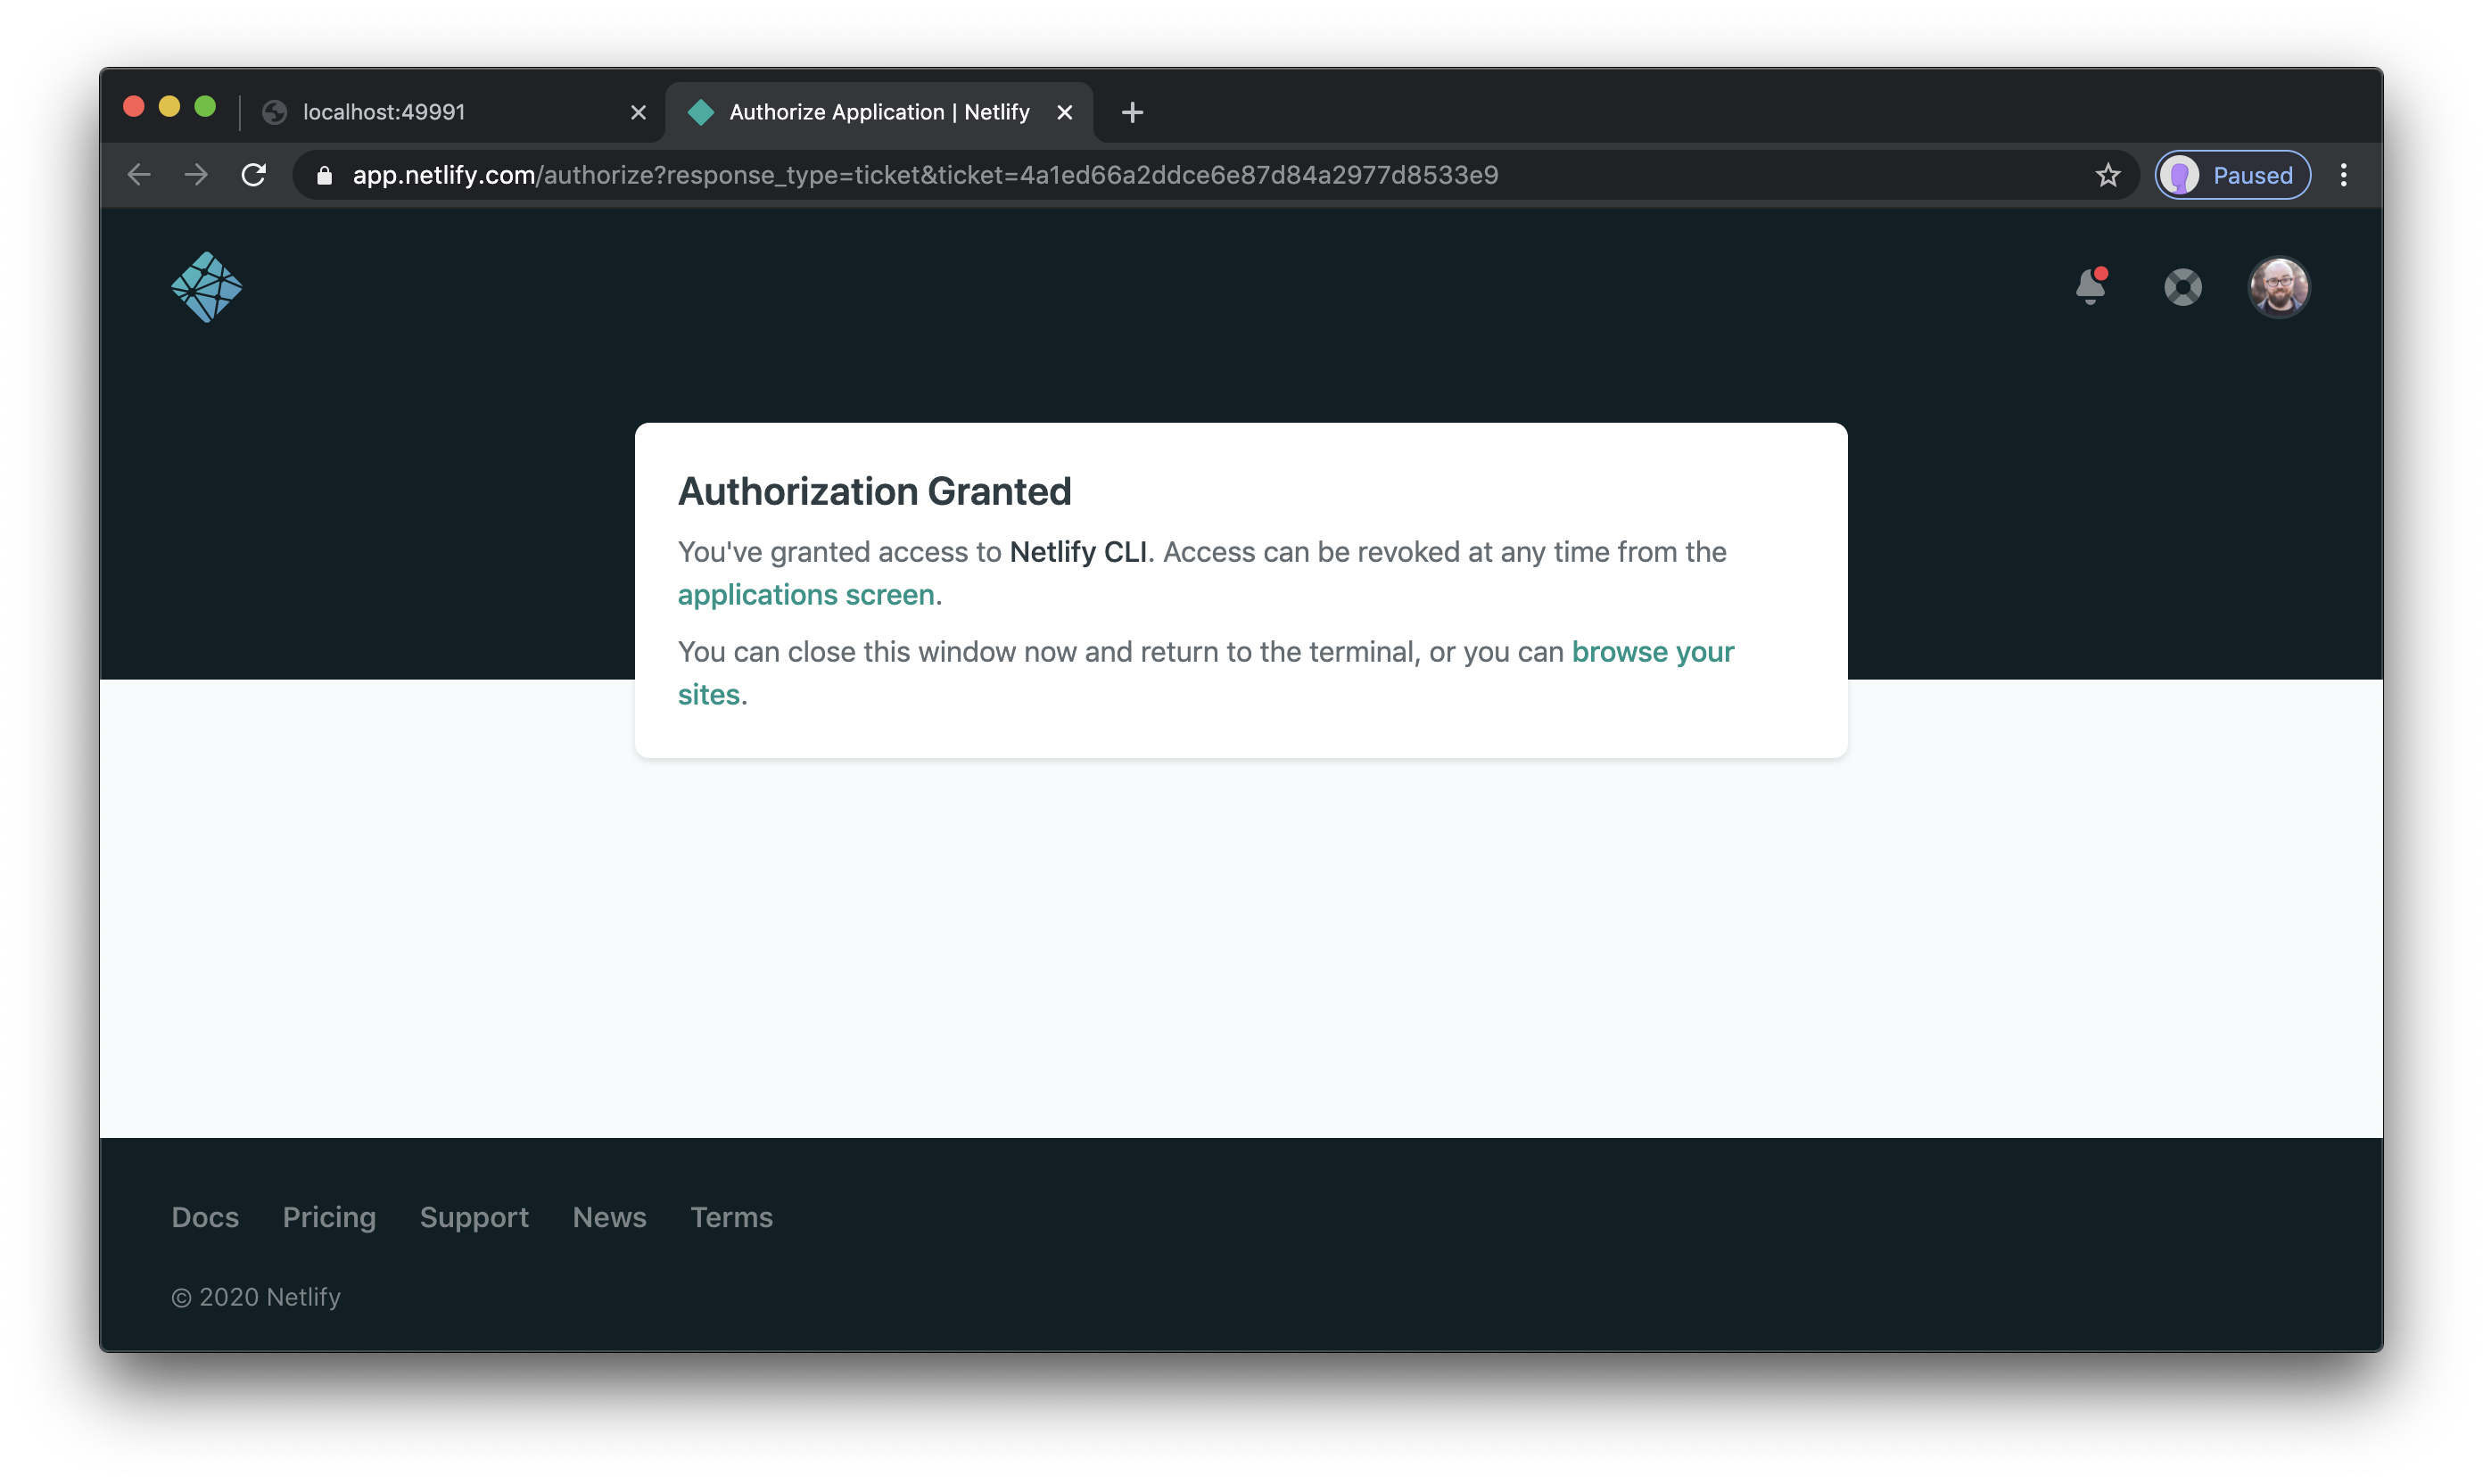 localhost:49991
Authorize Application | Netlify
app.netlify.com/authorize?response_type=ticket&ticket=4a1ed66a2ddce6e87d84a2977d8533e9
Paused
Authorization Granted
You've granted access to Netlify CLI. Access can be revoked at any time from the
applications screen.
You can close this window now and return to the terminal, or you can browse your
sites.
Docs Pricing Support News Terms
© 2020 Netlify